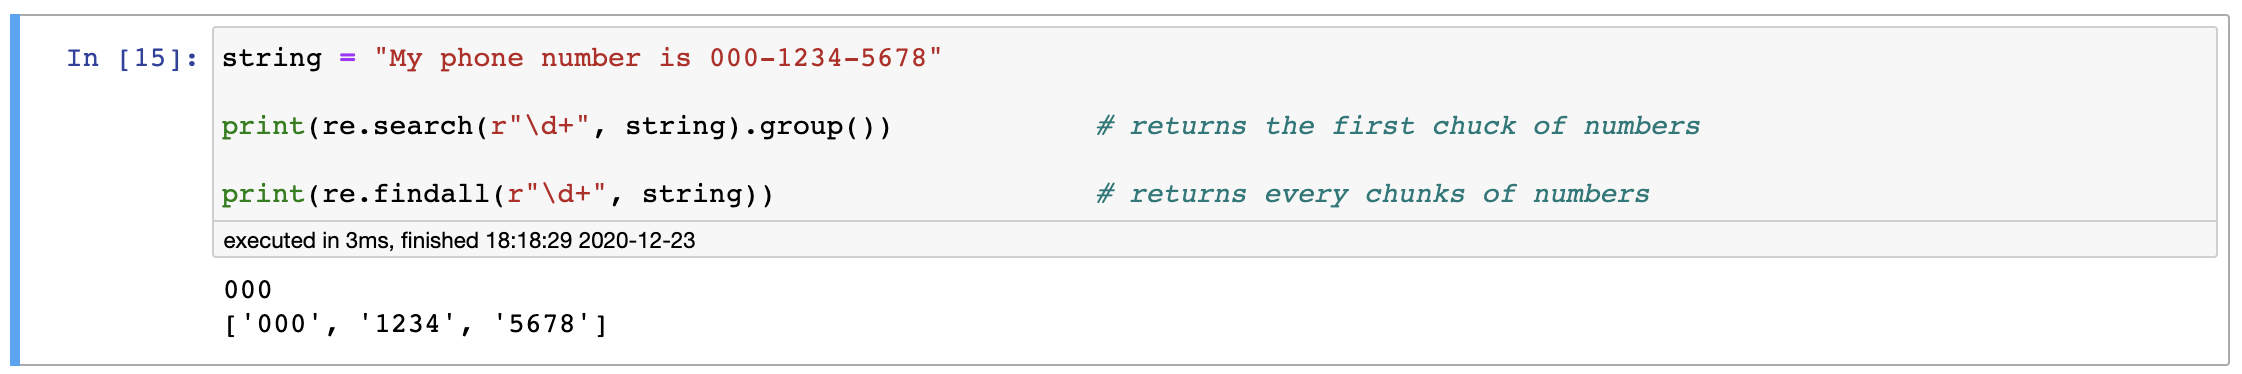 In [15]: string = "My phone number is 000-1234-5678"
print(re.search(r"\d+", string).group()) # returns the first chuck of numbers
print(re.findall(r"\d+", string)) # returns every chunks of numbers
executed in 3ms, finished 18:18:29 2020-12-23
000
['000', '1234', '5678']